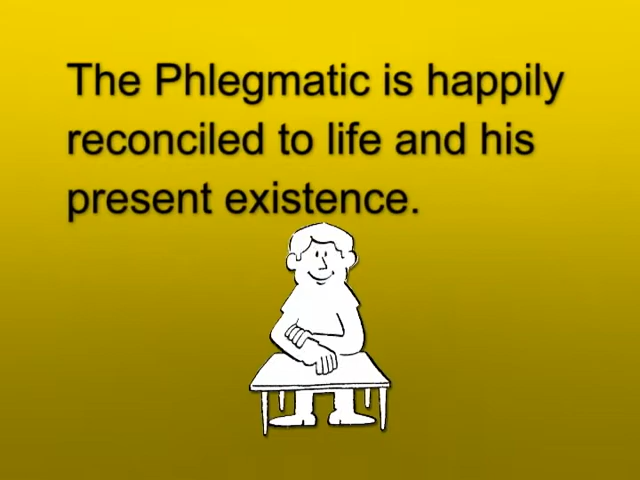 The Phlegmatic is happily
reconciled to life and his
present existence.